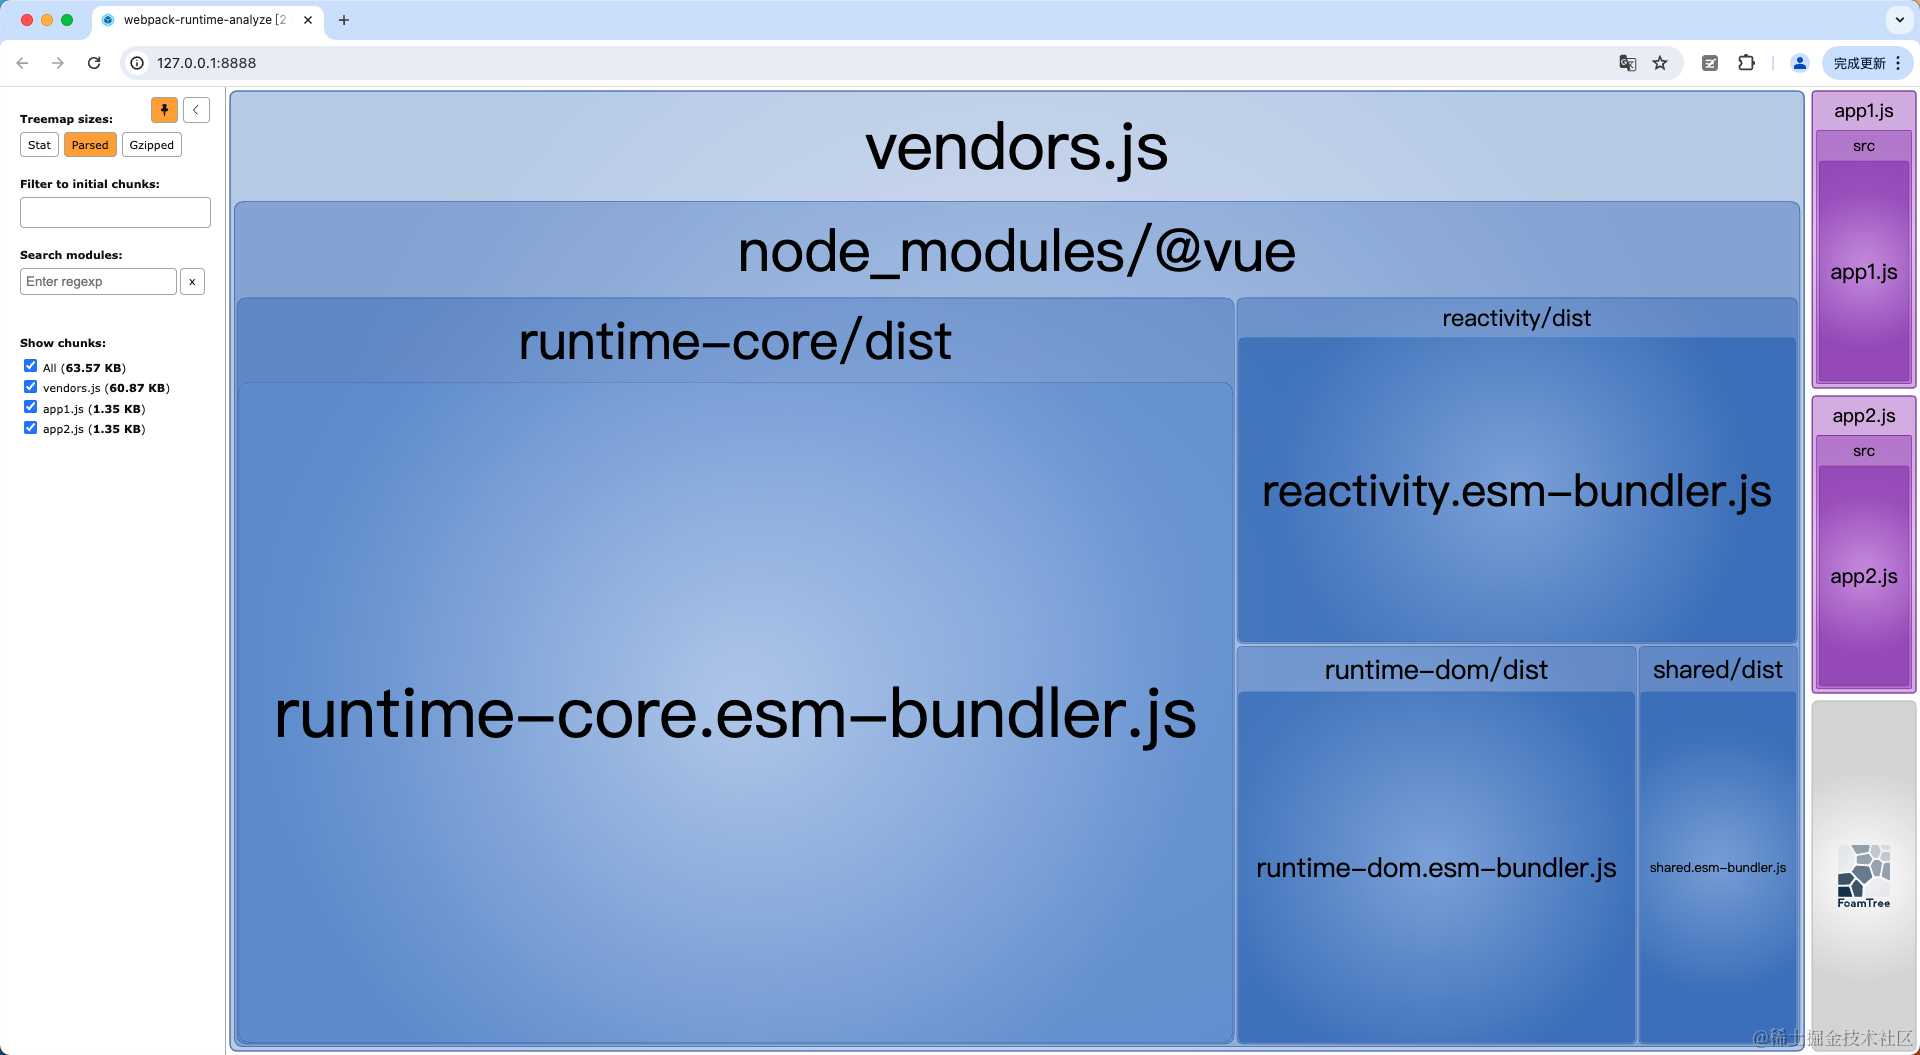 webpack-runtime-analyze [2
127.0.0.1:8888
完成更新
Treemap sizes:
Stat
Parsed
Gzipped
Filter to initial chunks:
Search modules:
Enter regexp
x
Show chunks:
All (63.57 KB)
vendors.js (60.87 KB)
app1.js (1.35 KB)
app2.js (1.35 KB)
vendors.js
node_modules/@vue
runtime-core/dist
runtime-core.esm-bundler.js
reactivity/dist
reactivity.esm-bundler.js
runtime-dom/dist
runtime-dom.esm-bundler.js
shared/dist
shared.esm-bundler.js
app1.js
src
app1.js
app2.js
src
app2.js
FoamTree
@稀土掘金技术社区